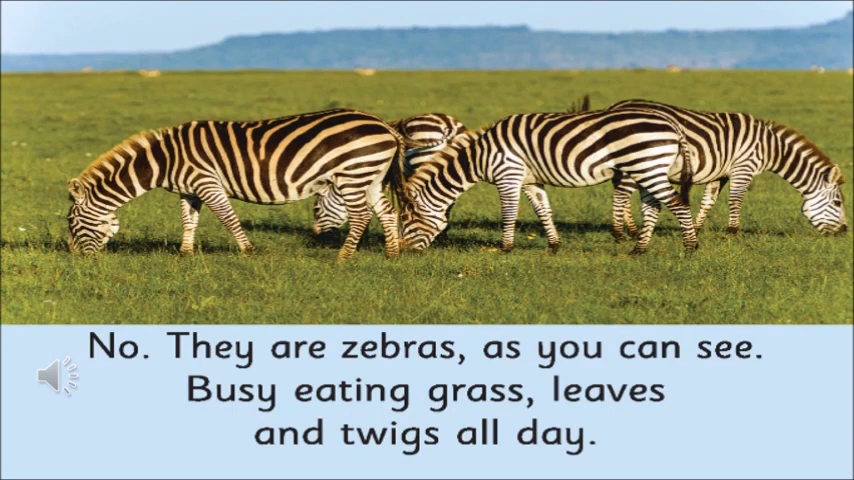 No. They are zebras, as you can see.
Busy eating grass, leaves
and twigs all day.